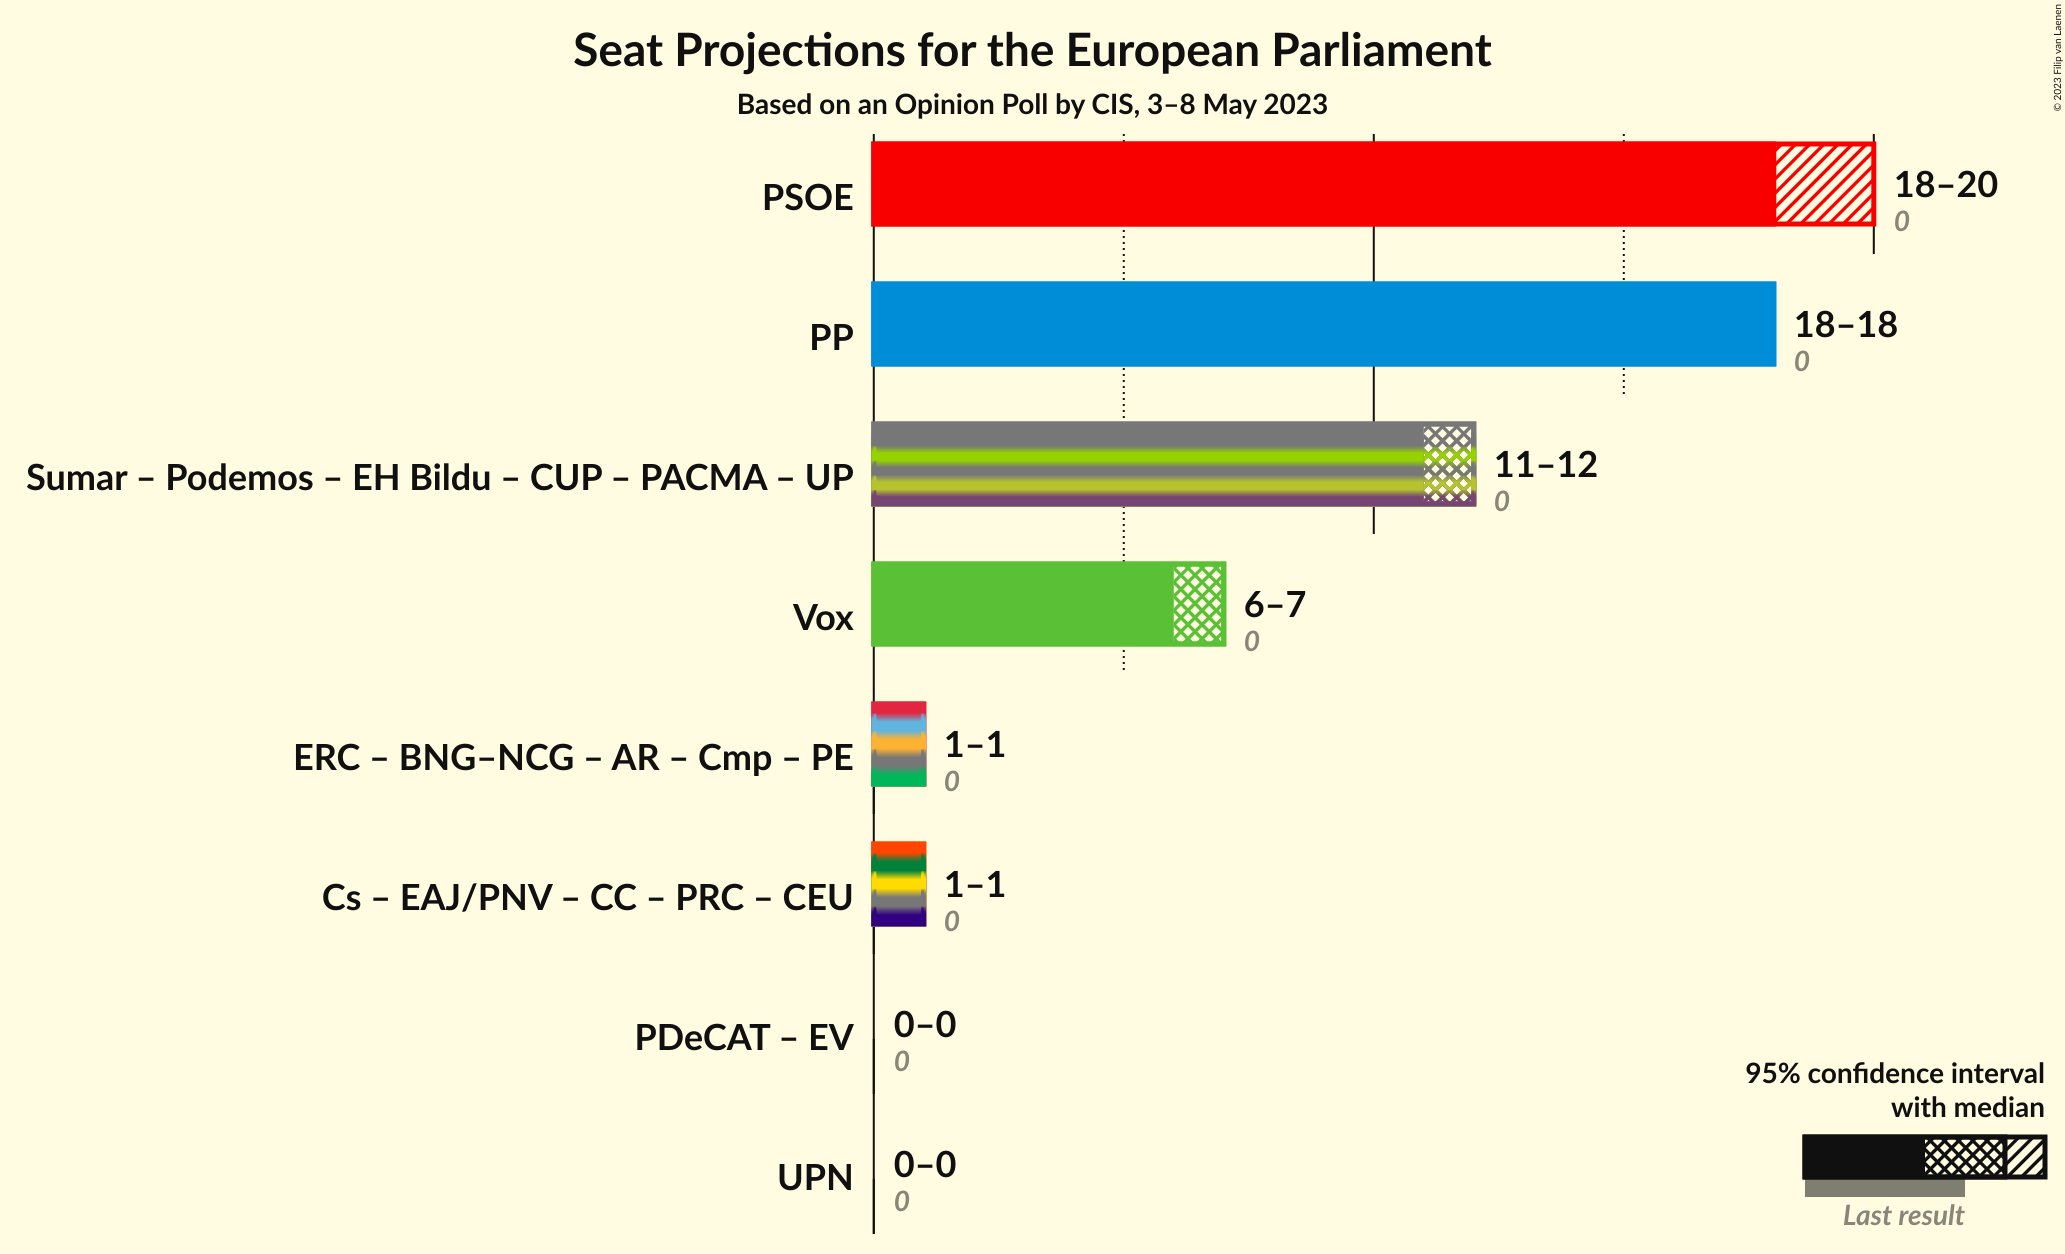 Seat Projections for the European Parliament
Based on an Opinion Poll by CIS, 3–8 May 2023
© 2023 Filip van Laenen
PSOE
18–20
0
PP
18–18
0
Sumar – Podemos – EH Bildu – CUP – PACMA – UP
11–12
0
Vox
6–7
0
ERC – BNG–NCG – AR – Cmp – PE
1–1
0
Cs – EAJ/PNV – CC – PRC – CEU
1–1
0
PDeCAT – EV
0–0
0
UPN
0–0
0
95% confidence interval
with median
Last result